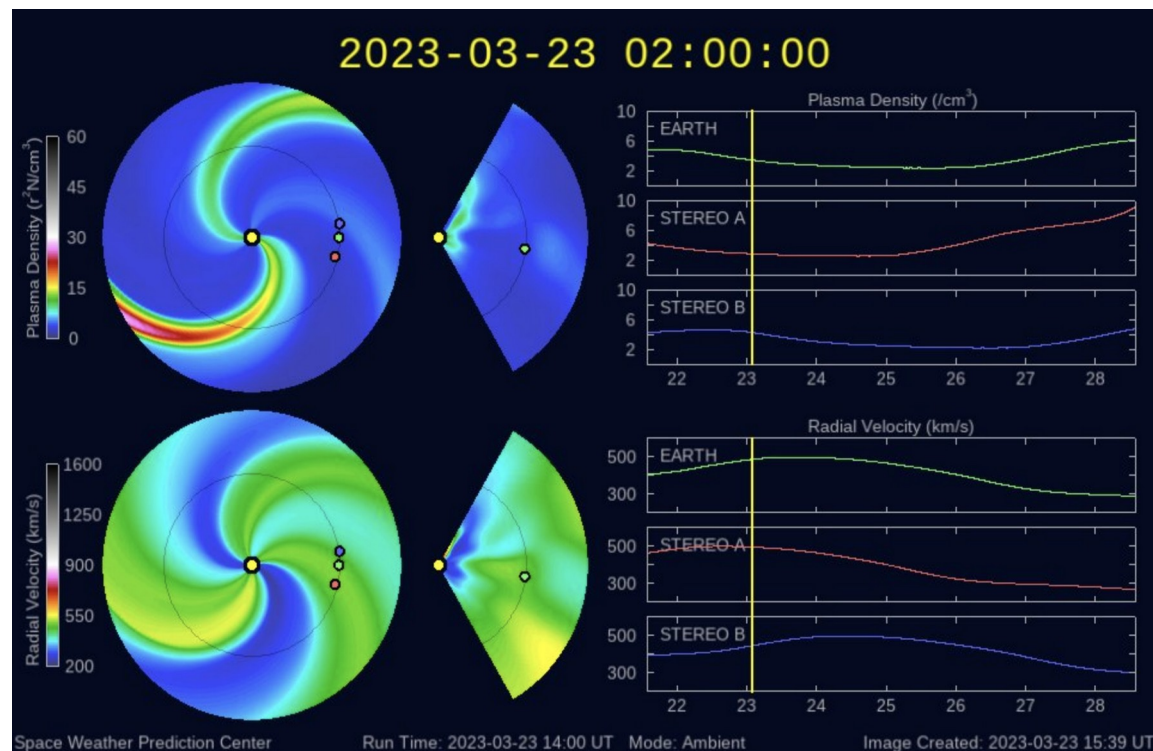 2023-03-23 02:00:00
Plasma Density (r²N/cm³)
60
45
30
15
0
Plasma Density (/cm³)
10
6
2
EARTH
10
6
2
STEREO A
10
6
2
STEREO B
22 23 24 25 26 27 28
Radial Velocity (km/s)
1600
1250
900
550
200
Radial Velocity (km/s)
500
300
EARTH
500
300
STEREO A
500
300
STEREO B
22 23 24 25 26 27 28
Space Weather Prediction Center Run Time: 2023-03-23 14:00 UT Mode: Ambient Image Created: 2023-03-23 15:39 UT